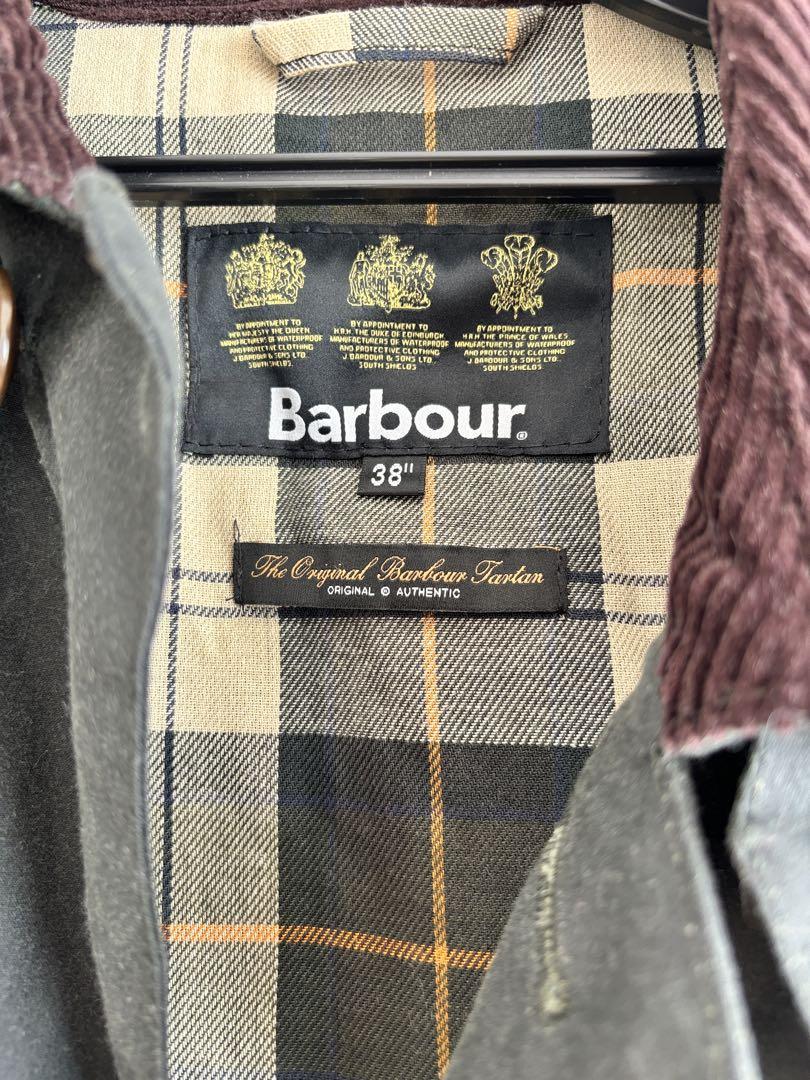 BY APPOINTMENT TO
HER MAJESTY THE QUEEN
MANUFACTURERS OF WATERPROOF
AND PROTECTIVE CLOTHING
J. BARBOUR & SONS LTD.
SOUTH SHIELDS.
BY APPOINTMENT TO
H.R.H. THE DUKE OF EDINBURGH
MANUFACTURERS OF WATERPROOF
AND PROTECTIVE CLOTHING
J. BARBOUR & SONS LTD.
SOUTH SHIELDS
BY APPOINTMENT TO
H.R.H. THE PRINCE OF WALES
MANUFACTURERS OF WATERPROOF
AND PROTECTIVE CLOTHING
J. BARBOUR & SONS LTD.
SOUTH SHIELDS
Barbour®
38"
The Original Barbour Tartan
ORIGINAL ® AUTHENTIC